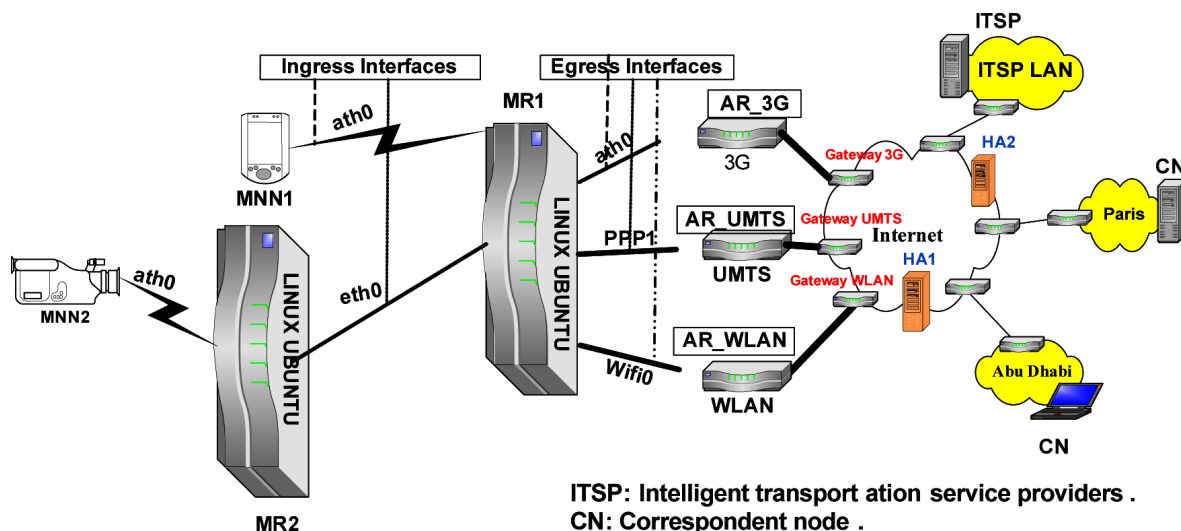 ITSP
ITSP LAN
Ingress Interfaces
Egress Interfaces
MR1
AR_3G
ath0
ath0
3G
Gateway 3G
HA2
CN
MNN1
LINUX UBUNTU
AR_UMTS
Gateway UMTS
Paris
PPP1
Internet
UMTS
ath0
eth0
Gateway WLAN
HA1
MNN2
LINUX UBUNTU
AR_WLAN
Wifi0
Abu Dhabi
WLAN
CN
MR2
ITSP: Intelligent transport ation service providers .
CN: Correspondent node .